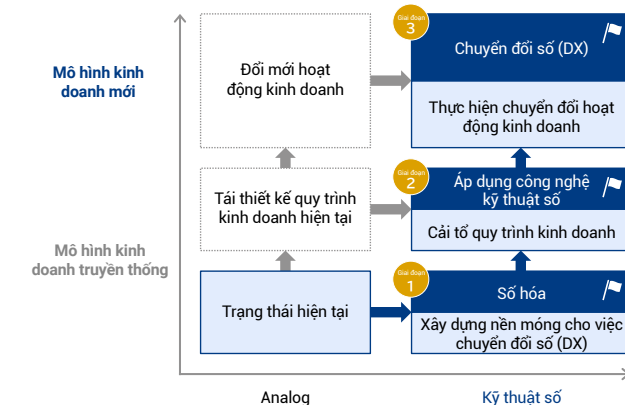 Mô hình kinh
doanh mới
Đổi mới hoạt
động kinh doanh
Giai đoạn
3
Chuyển đổi số (DX)
Thực hiện chuyển đổi hoạt
động kinh doanh
Mô hình kinh
doanh truyền thống
Tái thiết kế quy trình
kinh doanh hiện tại
Giai đoạn
2
Áp dụng công nghệ
kỹ thuật số
Cải tổ quy trình kinh doanh
Trạng thái hiện tại
Giai đoạn
1
Số hóa
Xây dựng nền móng cho việc
chuyển đổi số (DX)
Analog
Kỹ thuật số